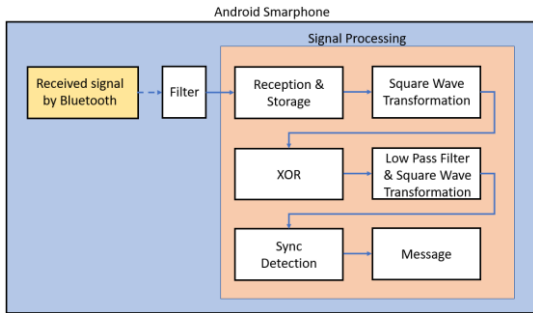 Android Smarphone
Signal Processing
Received signal
by Bluetooth
Filter
Reception &
Storage
Square Wave
Transformation
XOR
Low Pass Filter
& Square Wave
Transformation
Sync
Detection
Message